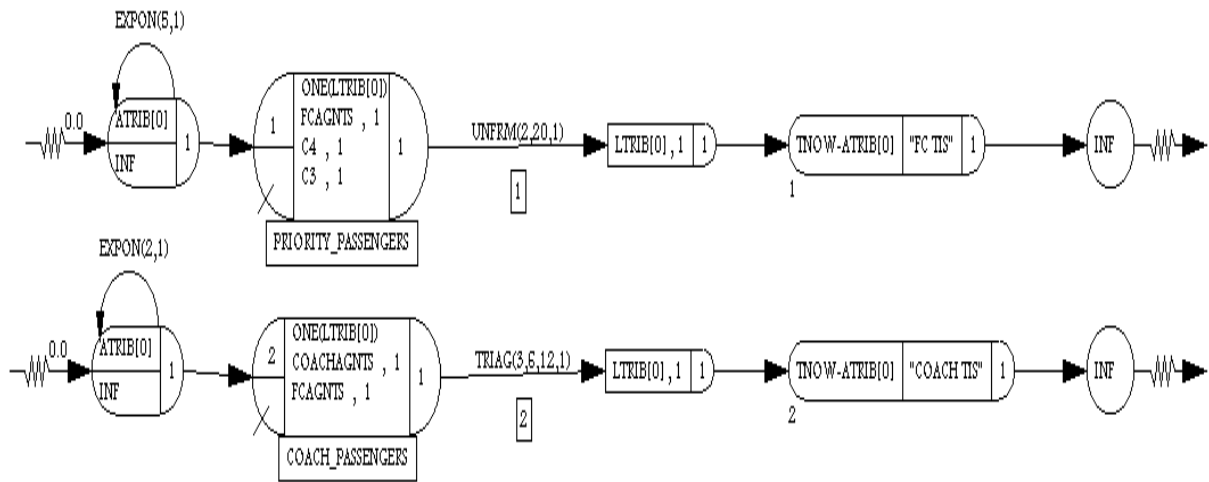 EXPON(5,1)
0.0
ATRIB[0]
INF
1
1
ONE(LTRIB[0])
FCAGNTS , 1
C4 , 1
C3 , 1
1
PRIORITY_PASSENGERS
UNFRM(2,20,1)
1
LTRIB[0] , 1
1
TNOW-ATRIB[0]
"FC TIS"
1
1
INF
EXPON(2,1)
0.0
ATRIB[0]
INF
1
2
ONE(LTRIB[0])
COACHAGNTS , 1
FCAGNTS , 1
1
COACH_PASSENGERS
TRIAG(3,6,12,1)
2
LTRIB[0] , 1
1
TNOW-ATRIB[0]
"COACH TIS"
1
2
INF